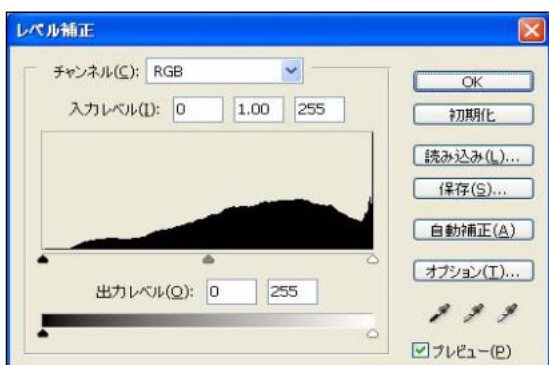 レベル補正
チャンネル(C): RGB
入力レベル(I): 0 1.00 255
出力レベル(O): 0 255
OK
初期化
読み込み(L)...
保存(S)...
自動補正(A)
オプション(T)...
プレビュー(P)